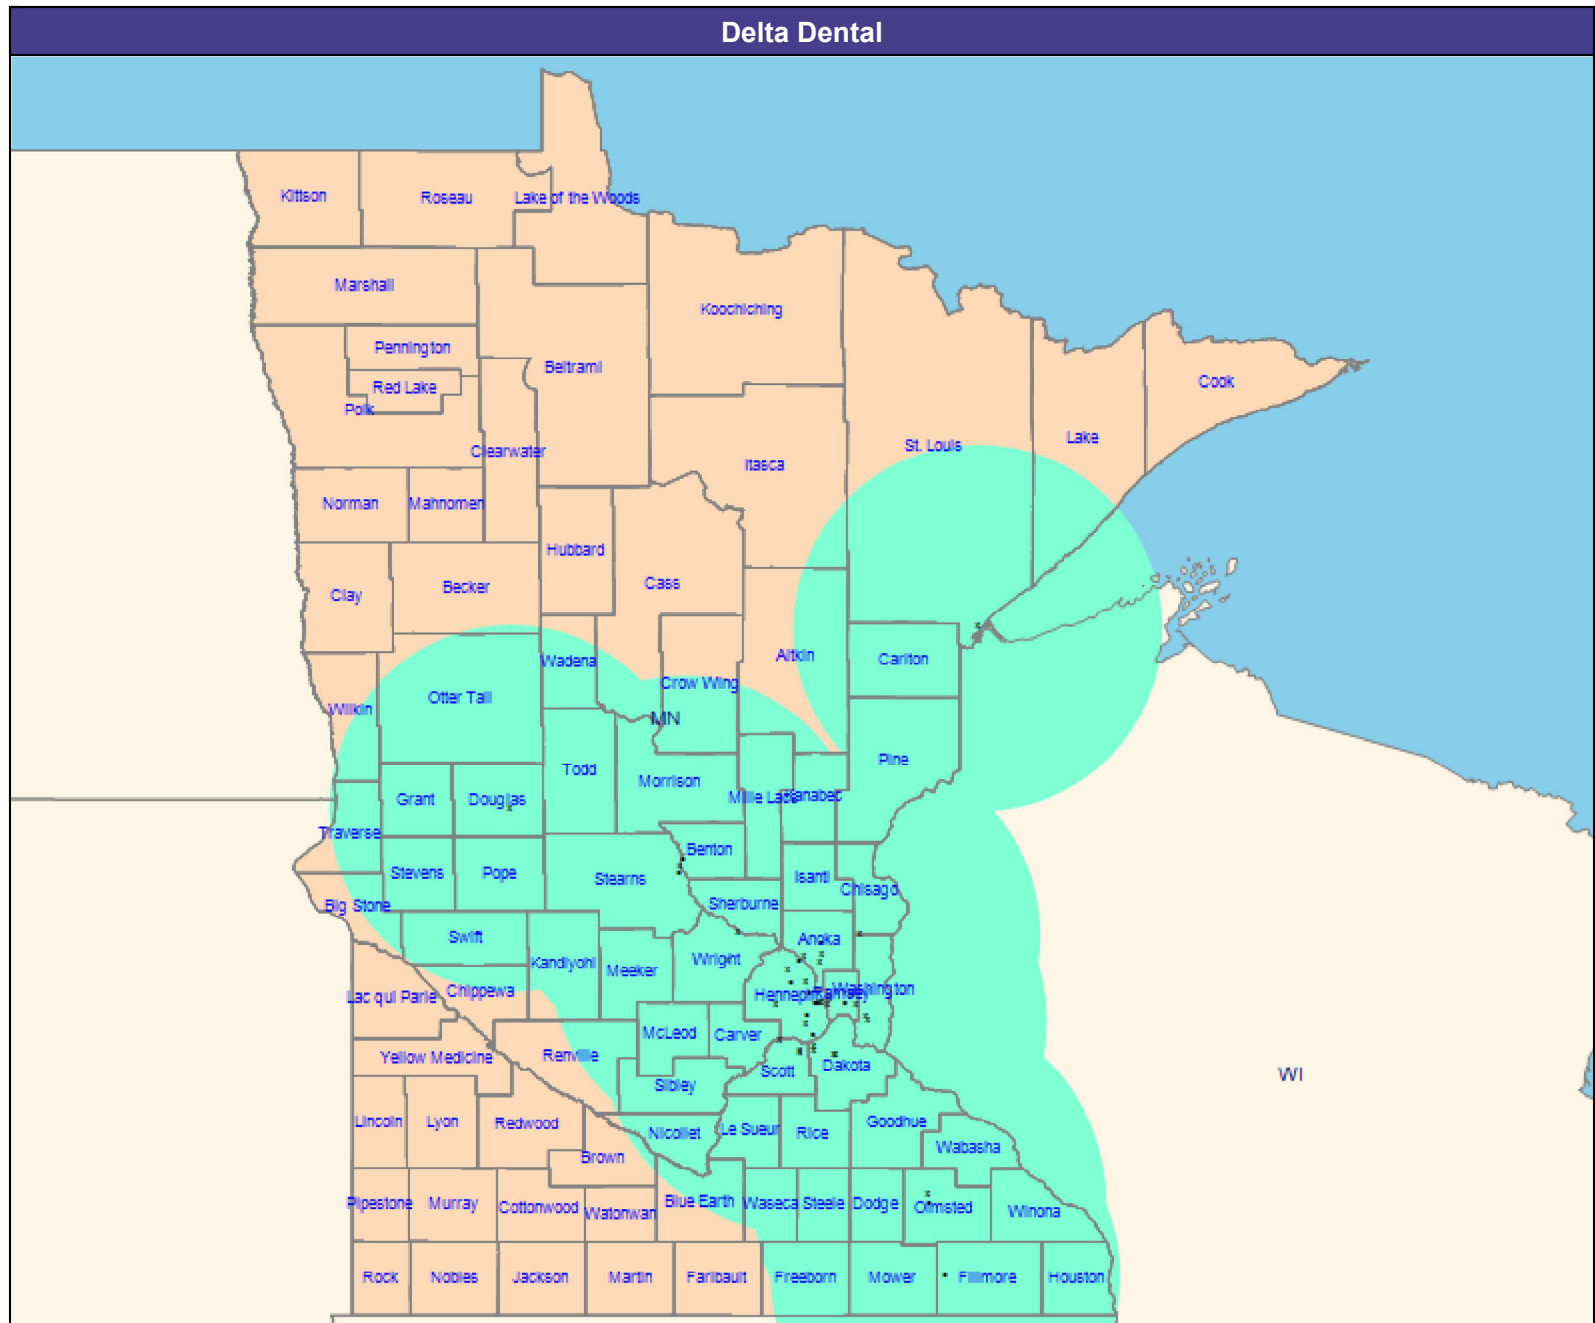 Delta Dental
Kittson
Roseau
Lake of the Woods
Marshall
Koochiching
Pennington
Beltrami
Red Lake
Cook
Polk
Lake
St. Louis
Clearwater
Itasca
Norman
Mahnomen
Hubbard
Cass
Becker
Clay
Aitkin
Carlton
Wadena
Crow Wing
Otter Tail
Wilkin
MN
Pine
Todd
Morrison
Mille Lacs
Kanabec
Grant
Douglas
Traverse
Benton
Stevens
Pope
Stearns
Isanti
Chisago
Sherburne
Big Stone
Swift
Anoka
Wright
Kandiyohi
Meeker
Chippewa
Washington
Hennepin
Ramsey
Lac qui Parle
McLeod
Carver
Yellow Medicine
Renville
Scott
Dakota
WI
Sibley
Lincoln
Lyon
Redwood
Nicollet
Le Sueur
Rice
Goodhue
Wabasha
Brown
Pipestone
Murray
Cottonwood
Watonwan
Blue Earth
Waseca
Steele
Dodge
Olmsted
Winona
Rock
Nobles
Jackson
Martin
Faribault
Freeborn
Mower
Fillmore
Houston